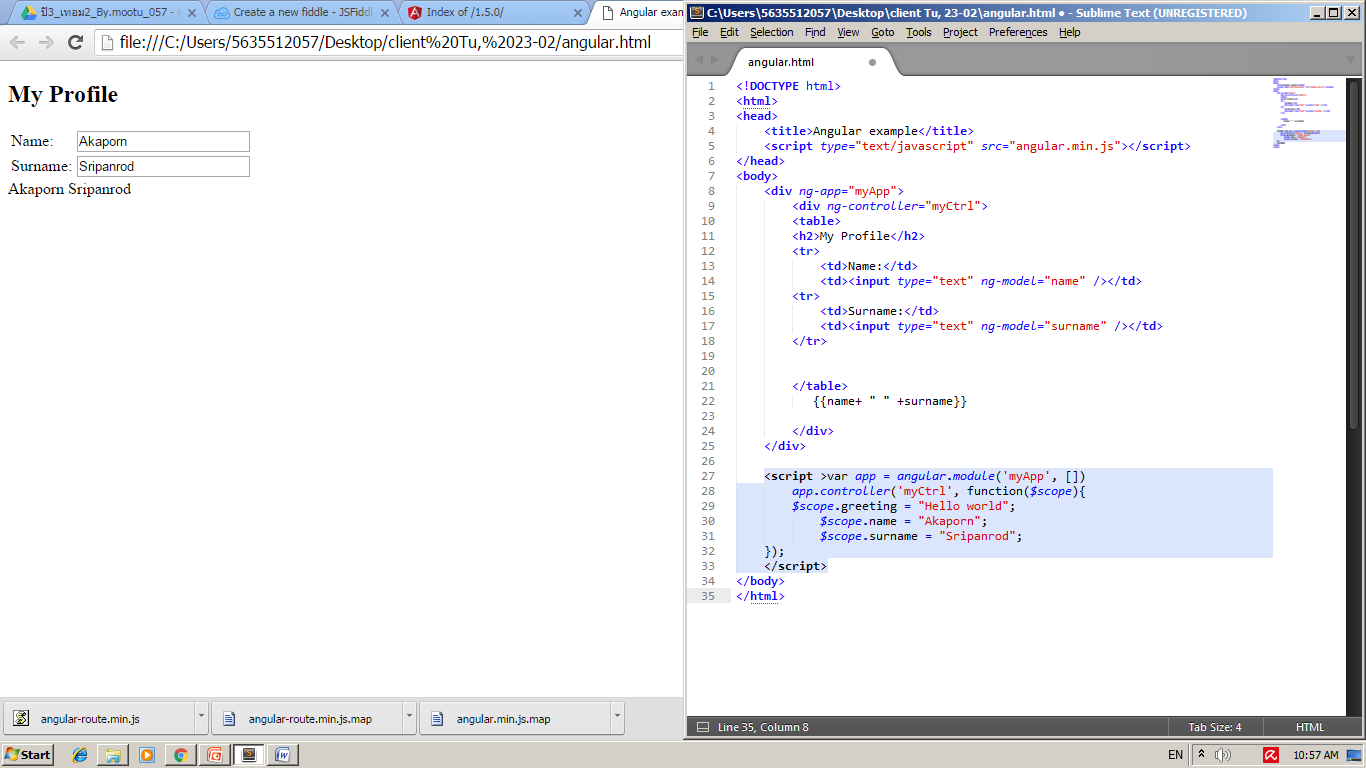 ปี3_เทอม2_By.mootu_057 - G
Create a new fiddle - JSFiddl
Index of /1.5.0/
Angular exam
file:///C:/Users/5635512057/Desktop/client%20Tu,%2023-02/angular.html
My Profile
Name: Akaporn
Surname: Sripanrod
Akaporn Sripanrod
angular-route.min.js
angular-route.min.js.map
angular.min.js.map
C:\Users\5635512057\Desktop\client Tu, 23-02\angular.html • - Sublime Text (UNREGISTERED)
File Edit Selection Find View Goto Tools Project Preferences Help
angular.html
1 <!DOCTYPE html>
2 <html>
3 <head>
4 <title>Angular example</title>
5 <script type="text/javascript" src="angular.min.js"></script>
6 </head>
7 <body>
8 <div ng-app="myApp">
9 <div ng-controller="myCtrl">
10 <table>
11 <h2>My Profile</h2>
12 <tr>
13 <td>Name:</td>
14 <td><input type="text" ng-model="name" /></td>
15 <tr>
16 <td>Surname:</td>
17 <td><input type="text" ng-model="surname" /></td>
18 </tr>
19
20
21 </table>
22 {{name+ " " +surname}}
23
24 </div>
25 </div>
26
27 <script >var app = angular.module('myApp', [])
28 app.controller('myCtrl', function($scope){
29 $scope.greeting = "Hello world";
30 $scope.name = "Akaporn";
31 $scope.surname = "Sripanrod";
32 });
33 </script>
34 </body>
35 </html>
Line 35, Column 8 Tab Size: 4 HTML
Start EN 10:57 AM